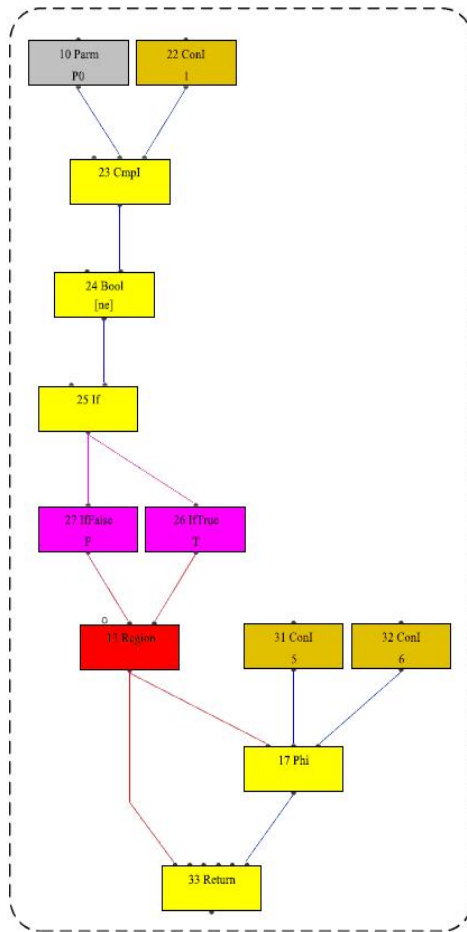 10 Parm
P0
22 ConI
1
23 CmpI
24 Bool
[ne]
25 If
27 IfFalse
F
26 IfTrue
T
13 Region
31 ConI
5
32 ConI
6
17 Phi
33 Return